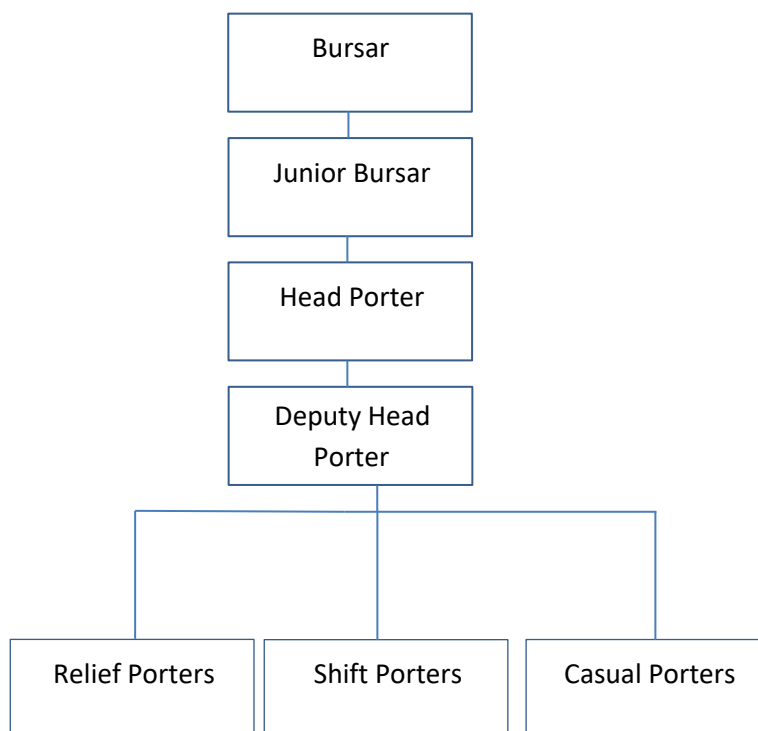 Bursar
Junior Bursar
Head Porter
Deputy Head
Porter
Relief Porters
Shift Porters
Casual Porters